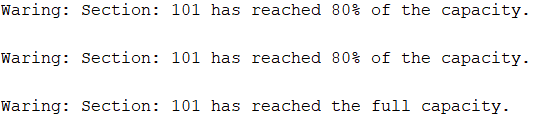 Waring: Section: 101 has reached 80% of the capacity.
Waring: Section: 101 has reached 80% of the capacity.
Waring: Section: 101 has reached the full capacity.